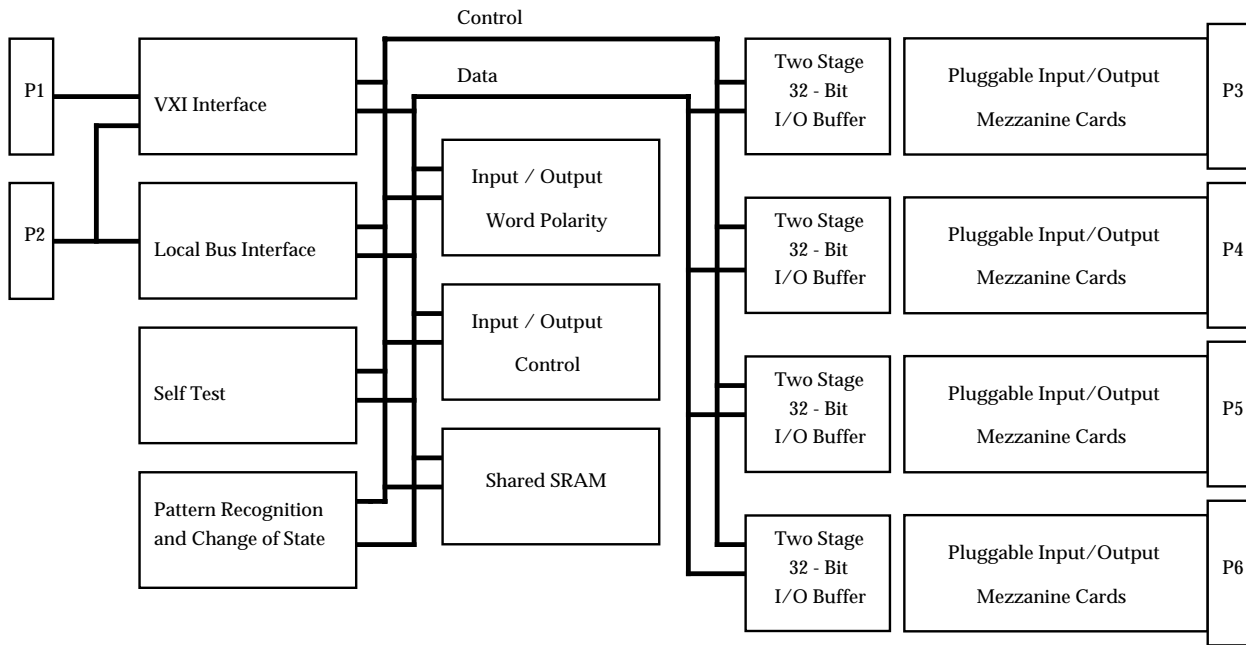 Control
Data
P1
P2
VXI Interface
Local Bus Interface
Self Test
Pattern Recognition
and Change of State
Input / Output
Word Polarity
Input / Output
Control
Shared SRAM
Two Stage
32 - Bit
I/O Buffer
Pluggable Input/Output
Mezzanine Cards
P3
Two Stage
32 - Bit
I/O Buffer
Pluggable Input/Output
Mezzanine Cards
P4
Two Stage
32 - Bit
I/O Buffer
Pluggable Input/Output
Mezzanine Cards
P5
Two Stage
32 - Bit
I/O Buffer
Pluggable Input/Output
Mezzanine Cards
P6